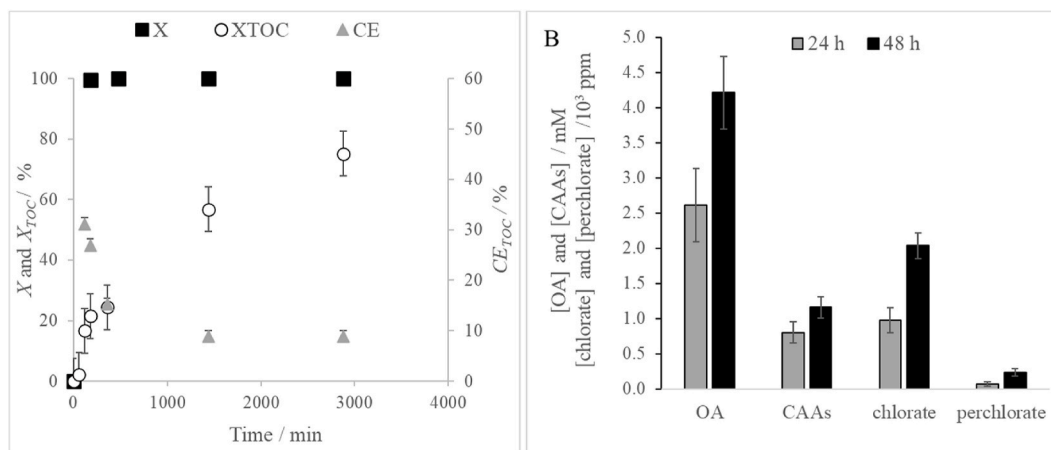 X XTOC CE
100
80
60
40
20
0
X and X_TOC / %
60
50
40
30
20
10
0
CE_TOC / %
0 1000 2000 3000 4000
Time / min
B
24 h 48 h
5.0
4.5
4.0
3.5
3.0
2.5
2.0
1.5
1.0
0.5
0.0
[OA] and [CAAs] / mM
[chlorate] and [perchlorate] /10³ ppm
OA CAAs chlorate perchlorate